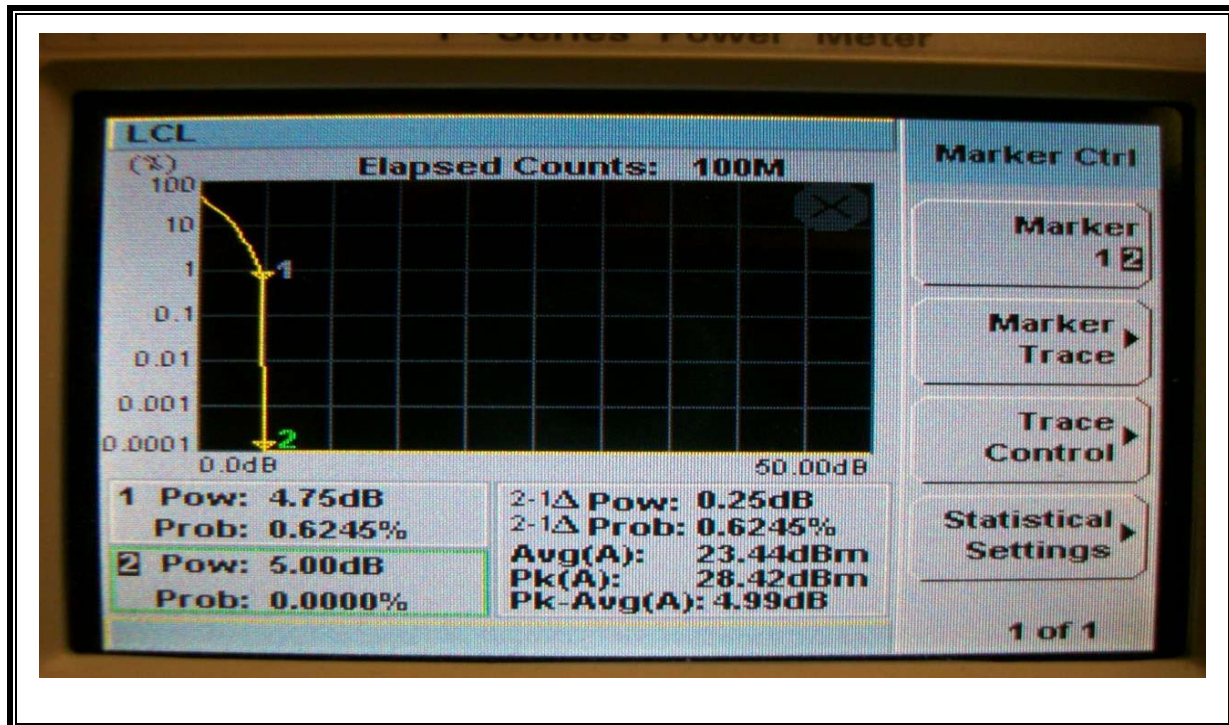 P-Series Power Meter
LCL
(%)
Elapsed Counts: 100M
100
10
1
0.1
0.01
0.001
0.0001
1
2
0.0dB
50.00dB
1 Pow: 4.75dB
Prob: 0.6245%
2 Pow: 5.00dB
Prob: 0.0000%
2-1Δ Pow: 0.25dB
2-1Δ Prob: 0.6245%
Avg(A): 23.44dBm
Pk(A): 28.42dBm
Pk-Avg(A): 4.99dB
Marker Ctrl
Marker
1 2
Marker
Trace
Trace
Control
Statistical
Settings
1 of 1